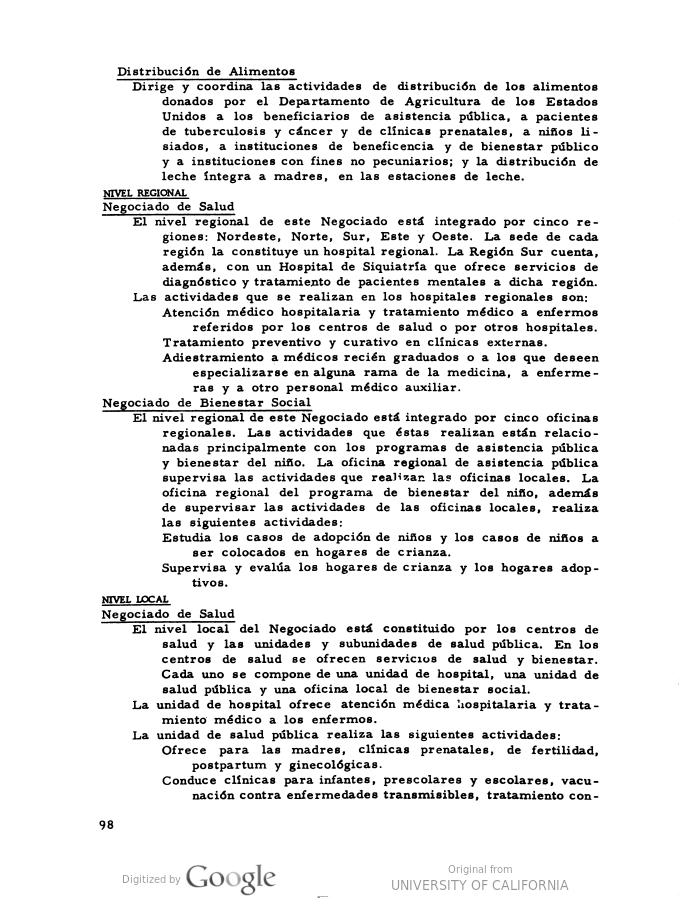 Distribución de Alimentos
Dirige y coordina las actividades de distribución de los alimentos
donados por el Departamento de Agricultura de los Estados
Unidos a los beneficiarios de asistencia pública, a pacientes
de tuberculosis y cáncer y de clínicas prenatales, a niños li-
siados, a instituciones de beneficencia y de bienestar público
y a instituciones con fines no pecuniarios; y la distribución de
leche íntegra a madres, en las estaciones de leche.
NIVEL REGIONAL
Negociado de Salud
El nivel regional de este Negociado está integrado por cinco re-
giones: Nordeste, Norte, Sur, Este y Oeste. La sede de cada
región la constituye un hospital regional. La Región Sur cuenta,
además, con un Hospital de Siquiatría que ofrece servicios de
diagnóstico y tratamiento de pacientes mentales a dicha región.
Las actividades que se realizan en los hospitales regionales son:
Atención médico hospitalaria y tratamiento médico a enfermos
referidos por los centros de salud o por otros hospitales.
Tratamiento preventivo y curativo en clínicas externas.
Adiestramiento a médicos recién graduados o a los que deseen
especializarse en alguna rama de la medicina, a enferme-
ras y a otro personal médico auxiliar.
Negociado de Bienestar Social
El nivel regional de este Negociado está integrado por cinco oficinas
regionales. Las actividades que éstas realizan están relacio-
nadas principalmente con los programas de asistencia pública
y bienestar del niño. La oficina regional de asistencia pública
supervisa las actividades que realizan las oficinas locales. La
oficina regional del programa de bienestar del niño, además
de supervisar las actividades de las oficinas locales, realiza
las siguientes actividades:
Estudia los casos de adopción de niños y los casos de niños a
ser colocados en hogares de crianza.
Supervisa y evalúa los hogares de crianza y los hogares adop-
tivos.
NIVEL LOCAL
Negociado de Salud
El nivel local del Negociado está constituido por los centros de
salud y las unidades y subunidades de salud pública. En los
centros de salud se ofrecen servicios de salud y bienestar.
Cada uno se compone de una unidad de hospital, una unidad de
salud pública y una oficina local de bienestar social.
La unidad de hospital ofrece atención médica hospitalaria y trata-
miento médico a los enfermos.
La unidad de salud pública realiza las siguientes actividades:
Ofrece para las madres, clínicas prenatales, de fertilidad,
postpartum y ginecológicas.
Conduce clínicas para infantes, prescolares y escolares, vacu-
nación contra enfermedades transmisibles, tratamiento con-
98
Digitized by Google
Original from
UNIVERSITY OF CALIFORNIA